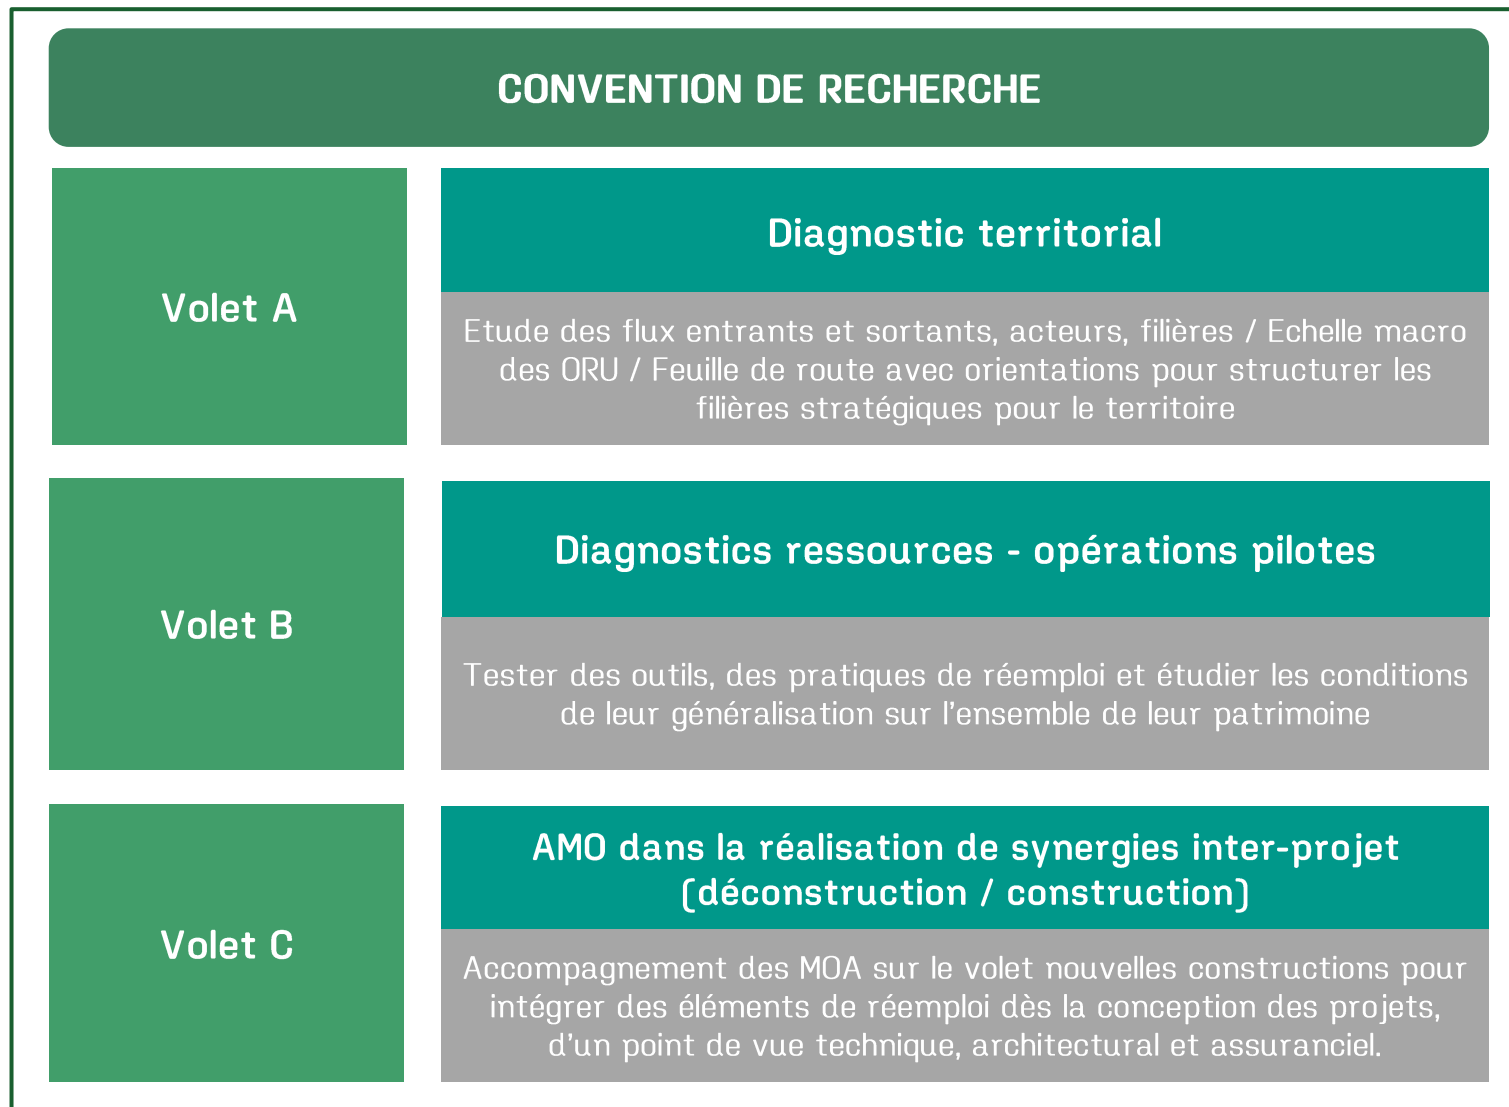 CONVENTION DE RECHERCHE
Volet A
Diagnostic territorial
Etude des flux entrants et sortants, acteurs, filières / Echelle macro
des ORU / Feuille de route avec orientations pour structurer les
filières stratégiques pour le territoire
Volet B
Diagnostics ressources - opérations pilotes
Tester des outils, des pratiques de réemploi et étudier les conditions
de leur généralisation sur l'ensemble de leur patrimoine
Volet C
AMO dans la réalisation de synergies inter-projet
(déconstruction / construction)
Accompagnement des MOA sur le volet nouvelles constructions pour
intégrer des éléments de réemploi dès la conception des projets,
d'un point de vue technique, architectural et assuranciel.